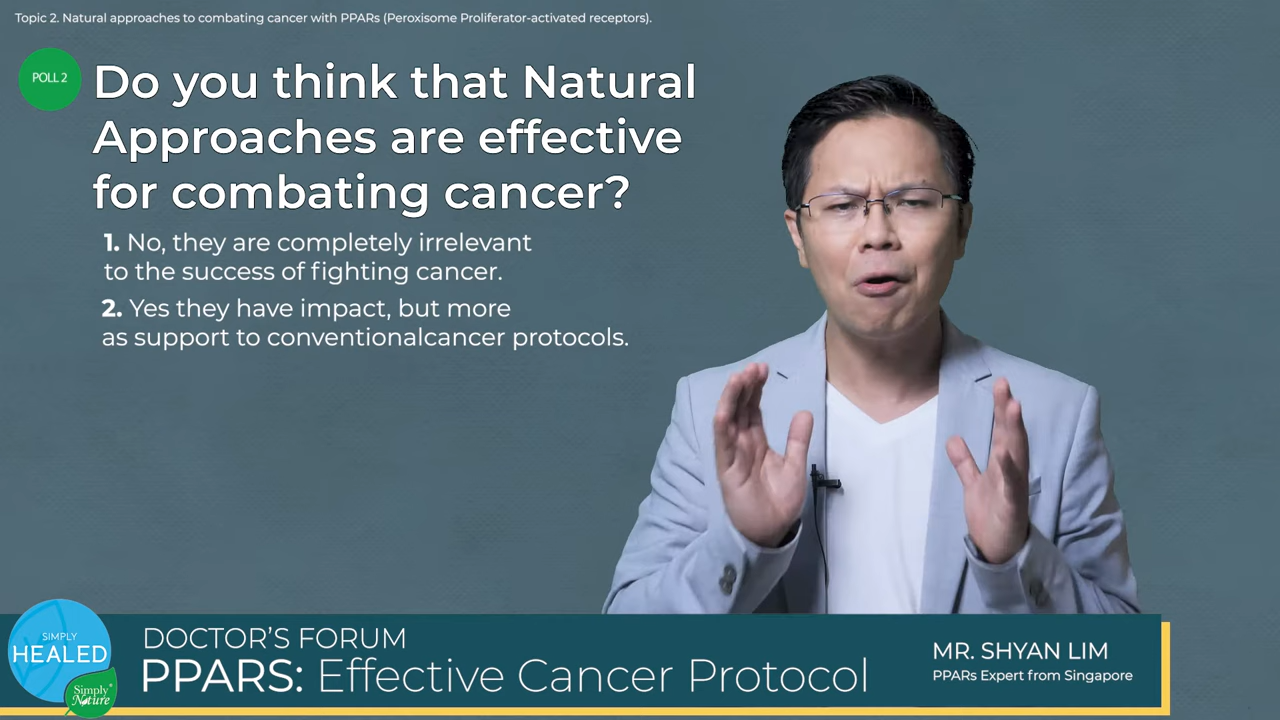 Topic 2. Natural approaches to combating cancer with PPARs (Peroxisome Proliferator-activated receptors).
POLL 2
Do you think that Natural
Approaches are effective
for combating cancer?
1. No, they are completely irrelevant
to the success of fighting cancer.
2. Yes they have impact, but more
as support to conventionalcancer protocols.
SIMPLY
HEALED
Simply
Nature
DOCTOR'S FORUM
PPARS: Effective Cancer Protocol
MR. SHYAN LIM
PPARs Expert from Singapore